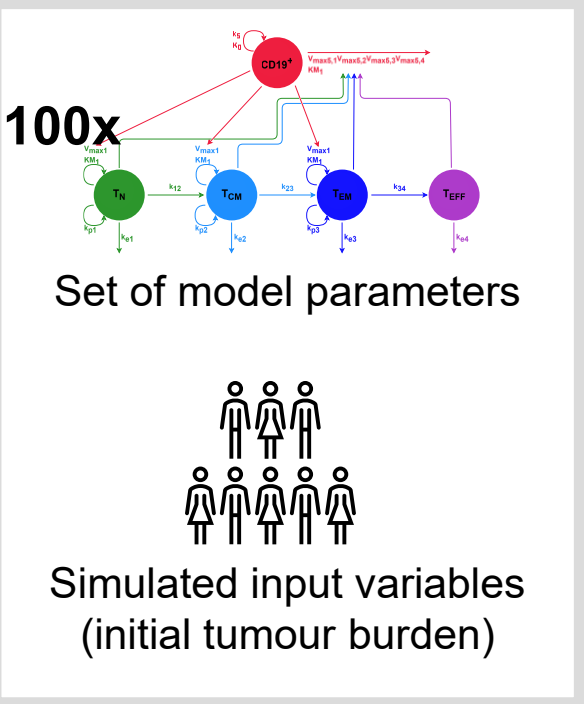 k5
K0
CD19+
Vmax5,1Vmax5,2Vmax5,3Vmax5,4
KM1
100x
Vmax1
KM1
Vmax1
KM1
Vmax1
KM1
TN
k12
TCM
k23
TEM
k34
TEFF
kp1
ke1
kp2
ke2
kp3
ke3
ke4
Set of model parameters
Simulated input variables
(initial tumour burden)